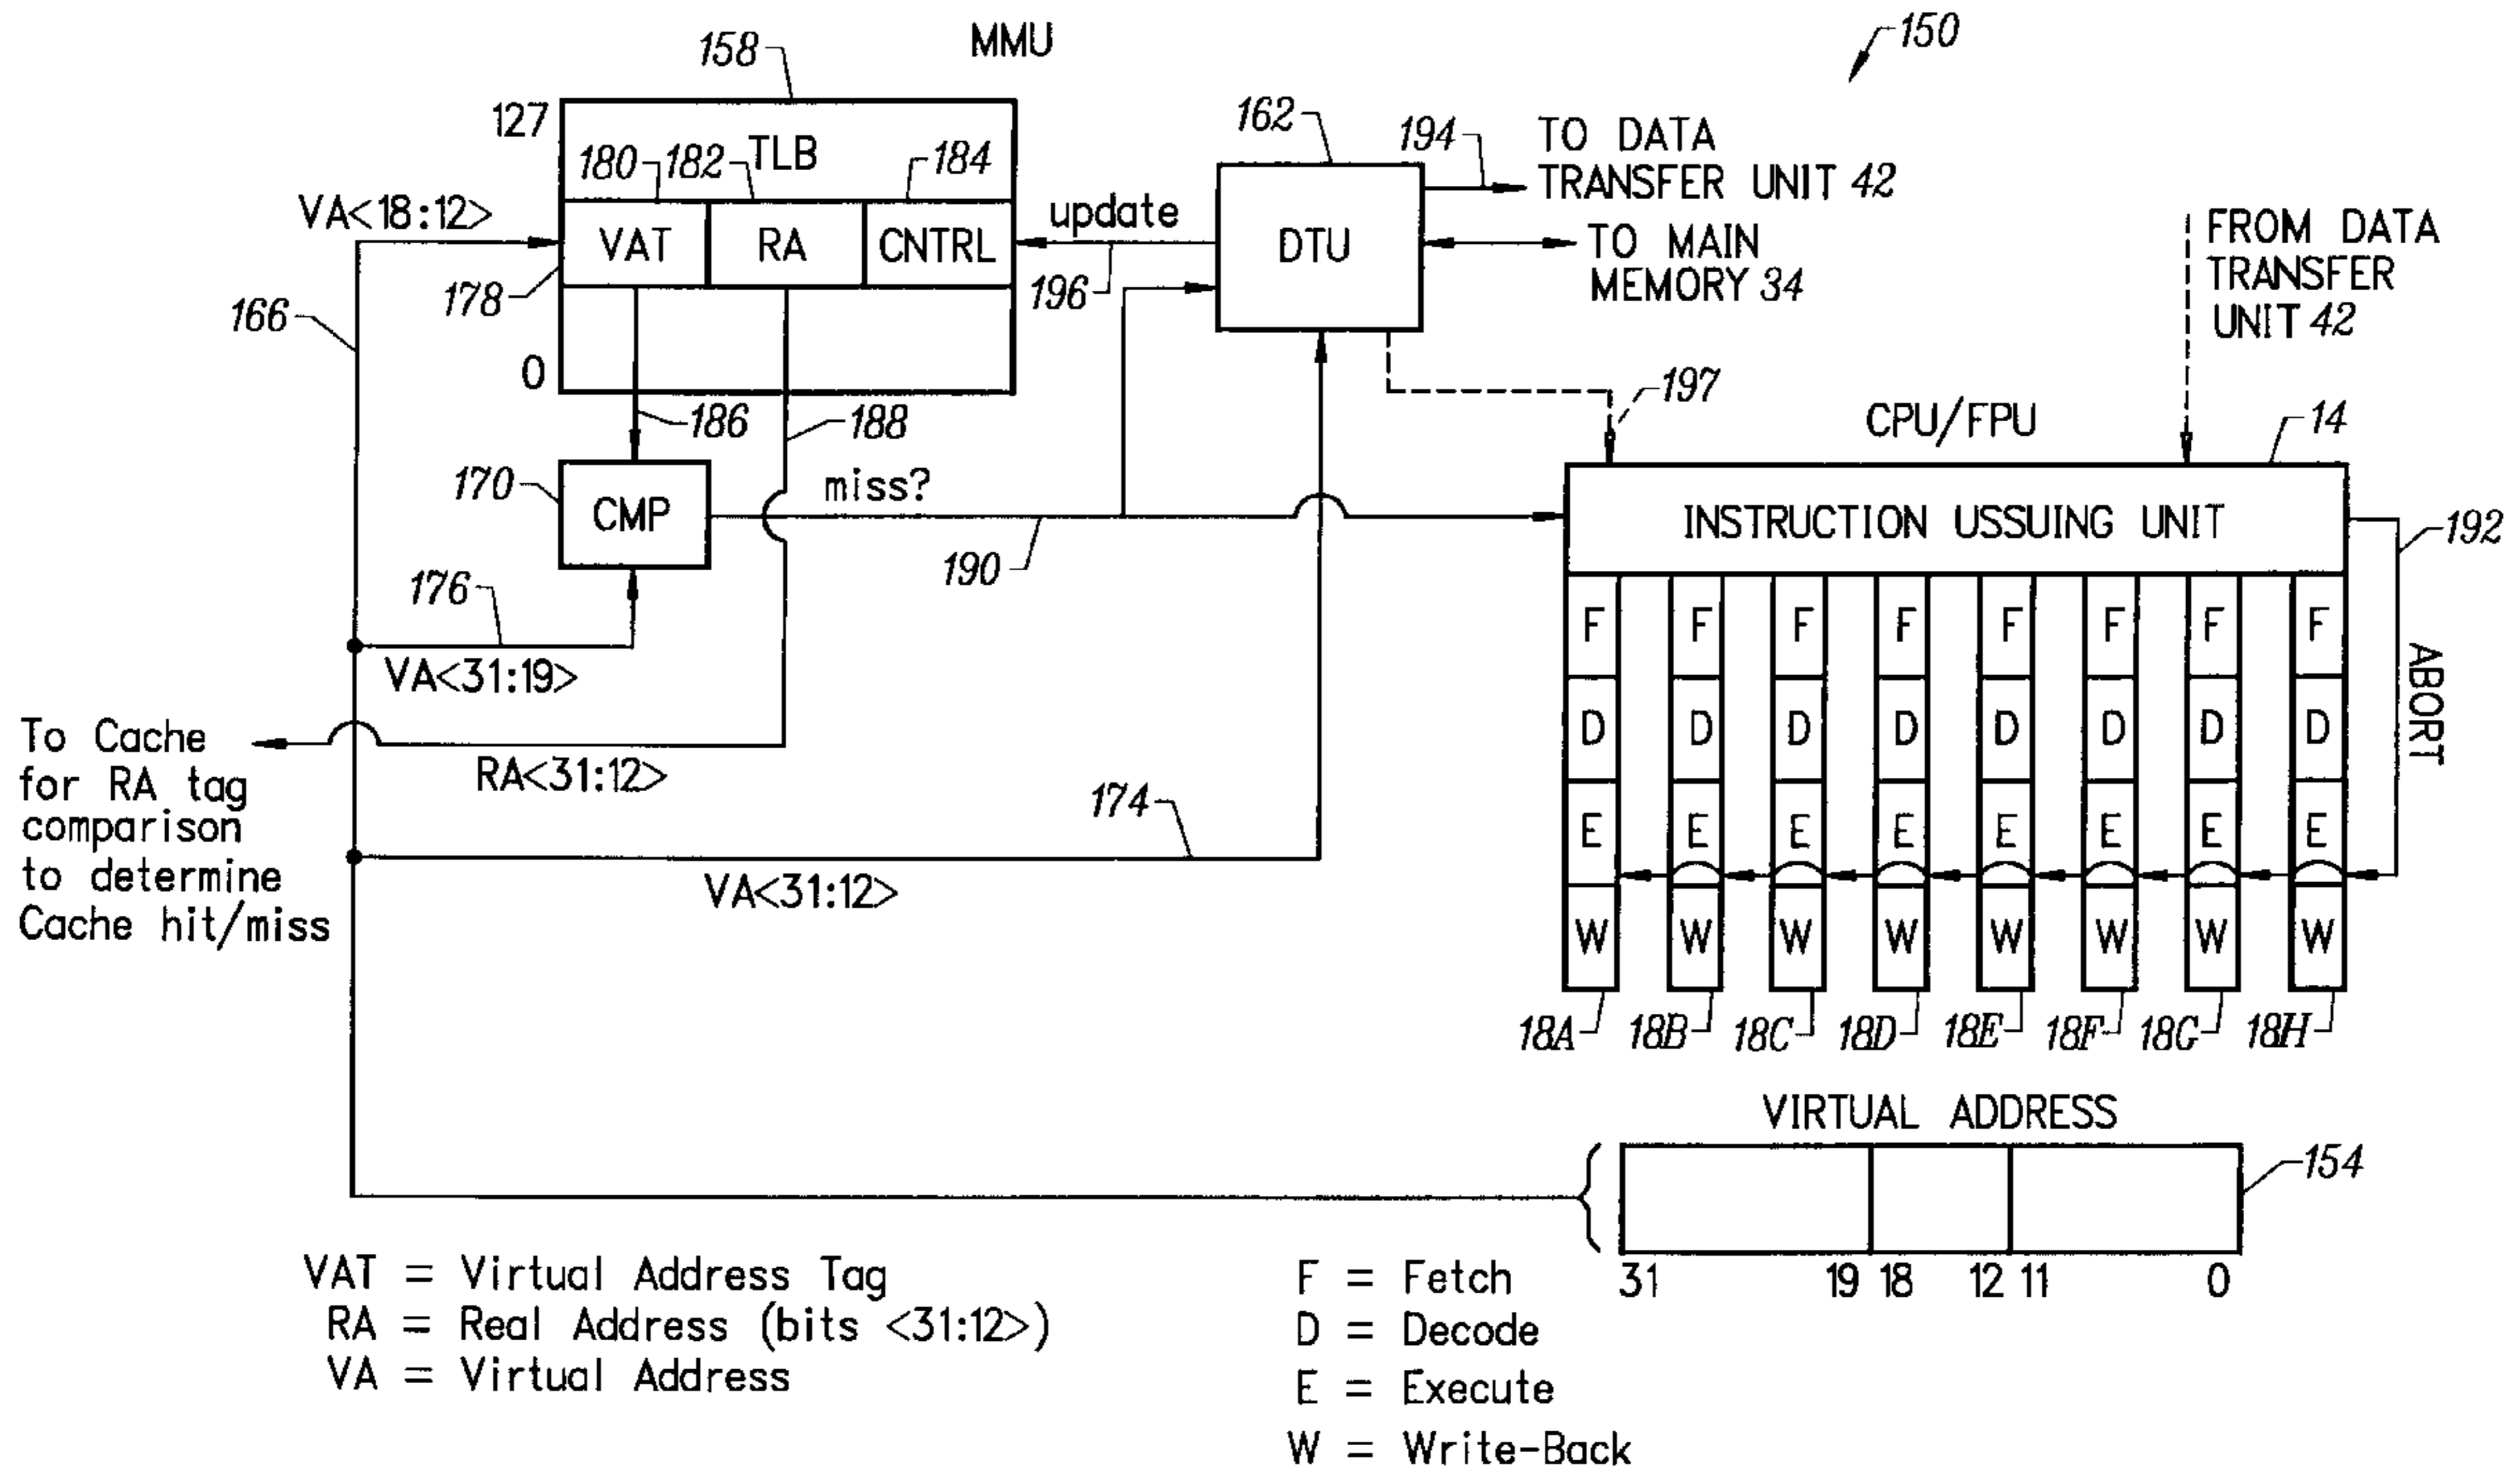 MMU
150
158
127
TLB
180
182
184
VA<18:12>
VAT
RA
CNTRL
178
166
0
update
196
162
DTU
194
TO DATA
TRANSFER UNIT 42
TO MAIN
MEMORY 34
FROM DATA
TRANSFER
UNIT 42
197
186
188
170
CMP
miss?
190
176
VA<31:19>
CPU/FPU
14
INSTRUCTION USSUING UNIT
192
ABORT
F F F F F F F F
D D D D D D D D
E E E E E E E E
W W W W W W W W
18A 18B 18C 18D 18E 18F 18G 18H
To Cache
for RA tag
comparison
to determine
Cache hit/miss
RA<31:12>
174
VA<31:12>
VIRTUAL ADDRESS
154
31 19 18 12 11 0
VAT = Virtual Address Tag
RA = Real Address (bits <31:12>)
VA = Virtual Address
F = Fetch
D = Decode
E = Execute
W = Write-Back